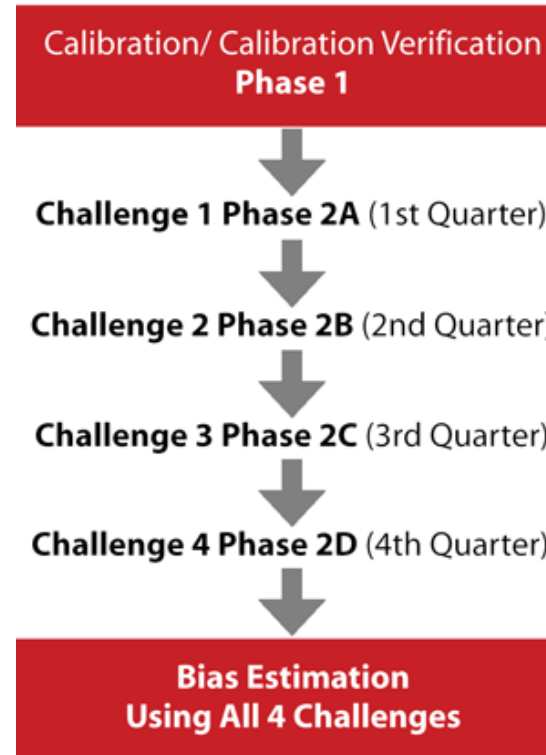 Calibration/ Calibration Verification
Phase 1
Challenge 1 Phase 2A (1st Quarter)
Challenge 2 Phase 2B (2nd Quarter)
Challenge 3 Phase 2C (3rd Quarter)
Challenge 4 Phase 2D (4th Quarter)
Bias Estimation
Using All 4 Challenges